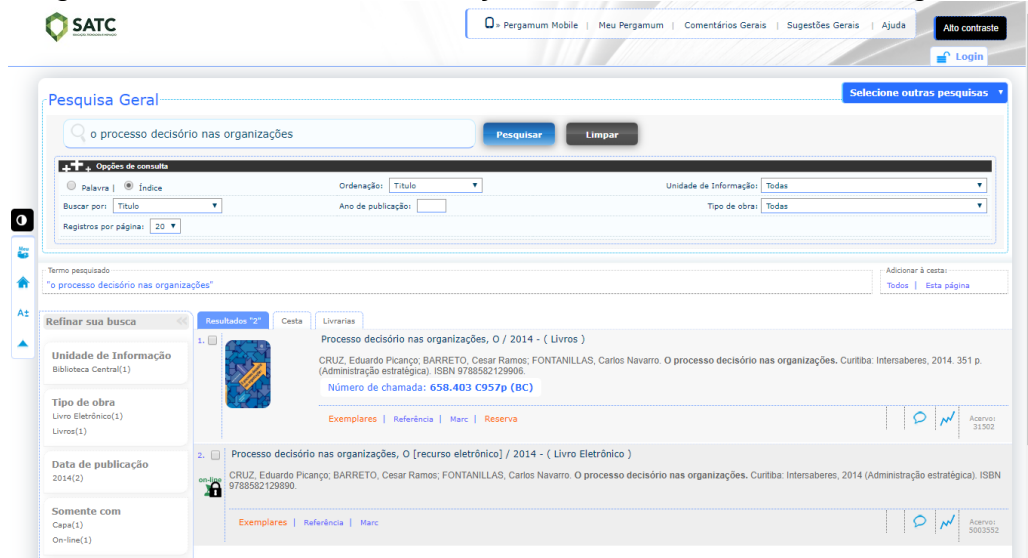 SATC
» Pergamum Mobile | Meu Pergamum | Comentários Gerais | Sugestões Gerais | Ajuda
Alto contraste
Login
Pesquisa Geral
Selecione outras pesquisas
o processo decisório nas organizações
Pesquisar
Limpar
Opções de consulta
Palavra | Índice
Ordenação: Titulo
Unidade de Informação: Todas
Buscar por: Titulo
Ano de publicação:
Tipo de obra: Todas
Registros por página: 20
Meu
A±
Termo pesquisado
"o processo decisório nas organizações"
Adicionar à cesta:
Todos | Esta página
Refinar sua busca
Resultados "2"
Cesta
Livrarias
Unidade de Informação
Biblioteca Central(1)
Tipo de obra
Livro Eletrônico(1)
Livros(1)
Data de publicação
2014(2)
Somente com
Capa(1)
On-line(1)
1.
Processo decisório nas organizações, O / 2014 - ( Livros )
CRUZ, Eduardo Picanço; BARRETO, Cesar Ramos; FONTANILLAS, Carlos Navarro. O processo decisório nas organizações. Curitiba: Intersaberes, 2014. 351 p.
(Administração estratégica). ISBN 9788582129906.
Número de chamada: 658.403 C957p (BC)
Exemplares | Referência | Marc | Reserva
Acervo:
31502
2.
Processo decisório nas organizações, O [recurso eletrônico] / 2014 - ( Livro Eletrônico )
on-line
CRUZ, Eduardo Picanço; BARRETO, Cesar Ramos; FONTANILLAS, Carlos Navarro. O processo decisório nas organizações. Curitiba: Intersaberes, 2014 (Administração estratégica). ISBN
9788582129890.
Exemplares | Referência | Marc
Acervo:
5003552